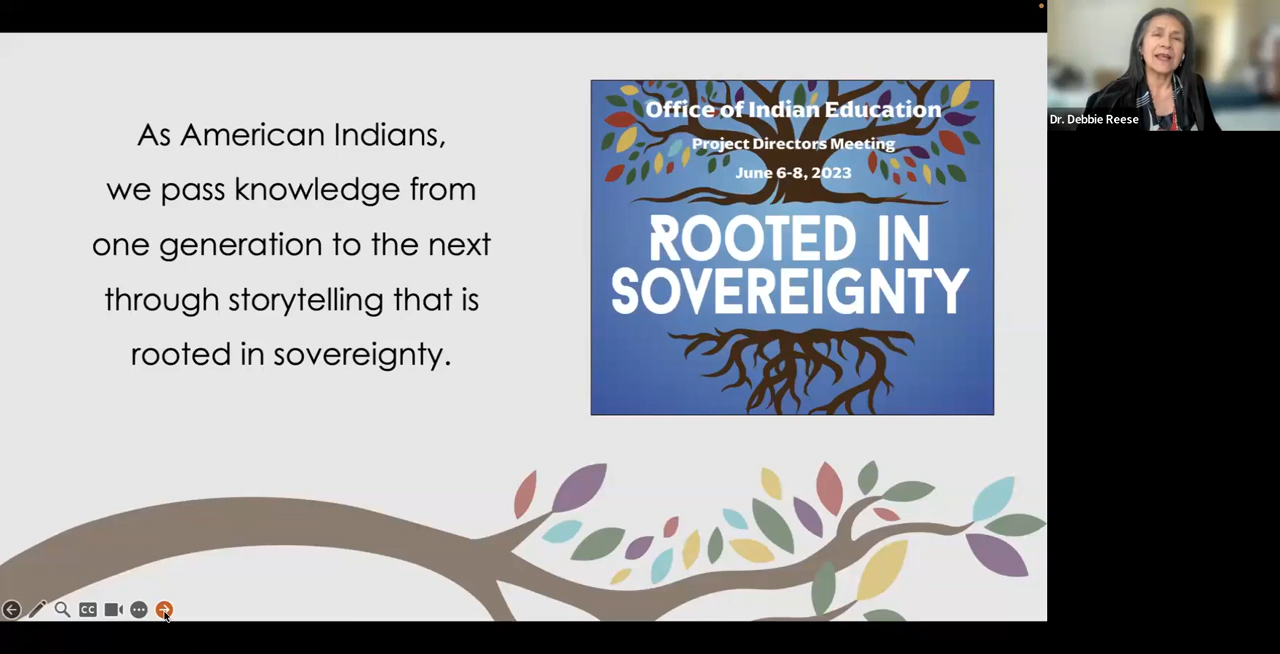 As American Indians,
we pass knowledge from
one generation to the next
through storytelling that is
rooted in sovereignty.
Office of Indian Education
Project Directors Meeting
June 6-8, 2023
ROOTED IN
SOVEREIGNTY
Dr. Debbie Reese
CC